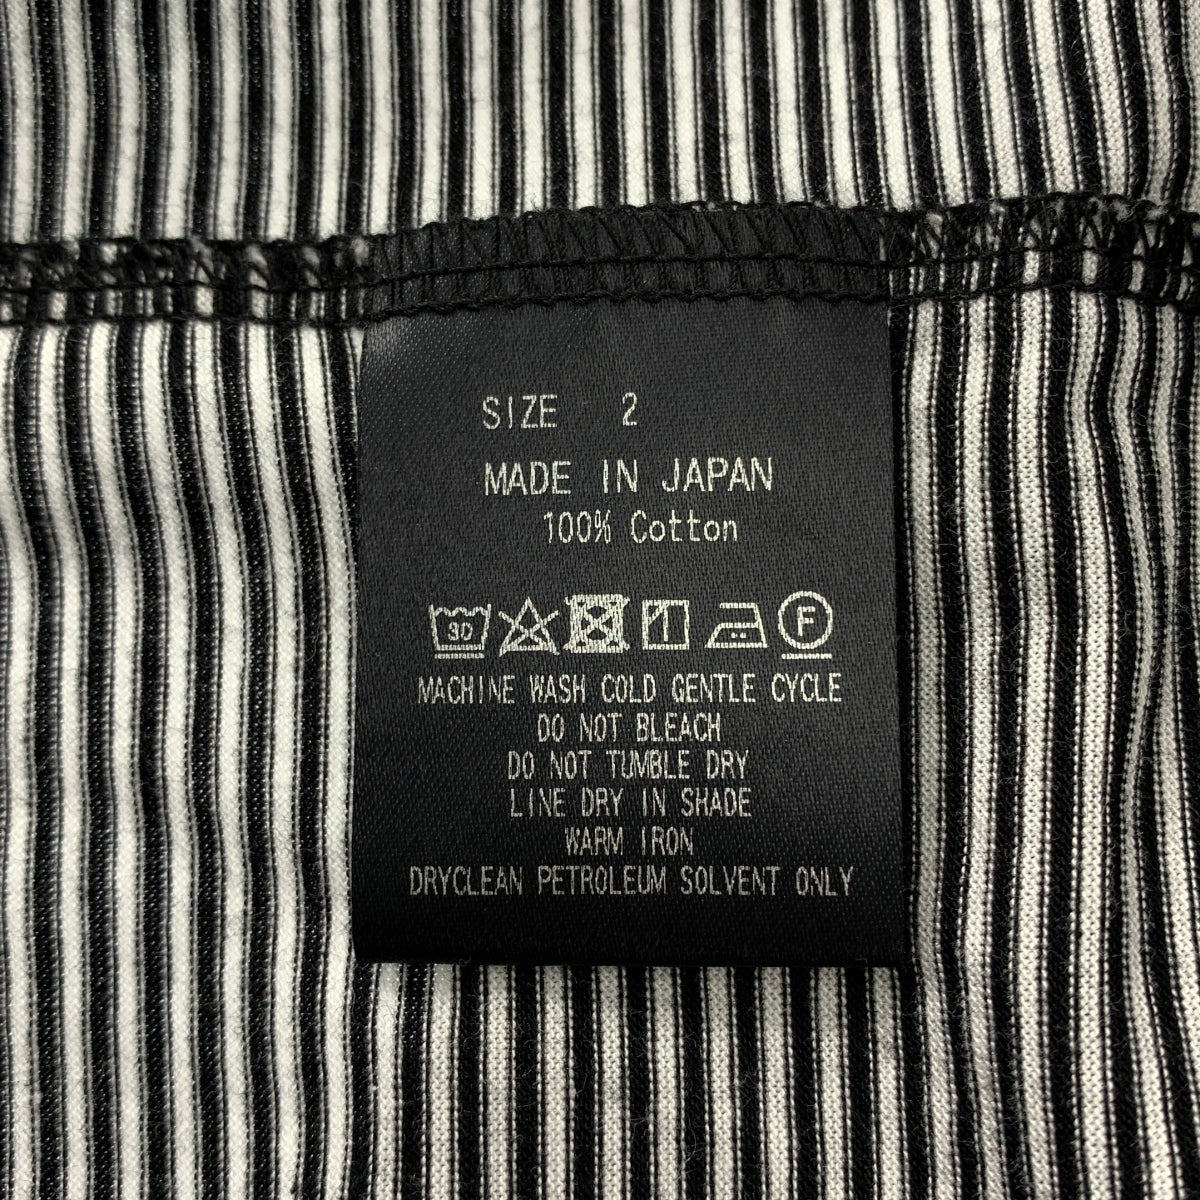 SIZE 2
MADE IN JAPAN
100% Cotton
30 F
MACHINE WASH COLD GENTLE CYCLE
DO NOT BLEACH
DO NOT TUMBLE DRY
LINE DRY IN SHADE
WARM IRON
DRYCLEAN PETROLEUM SOLVENT ONLY